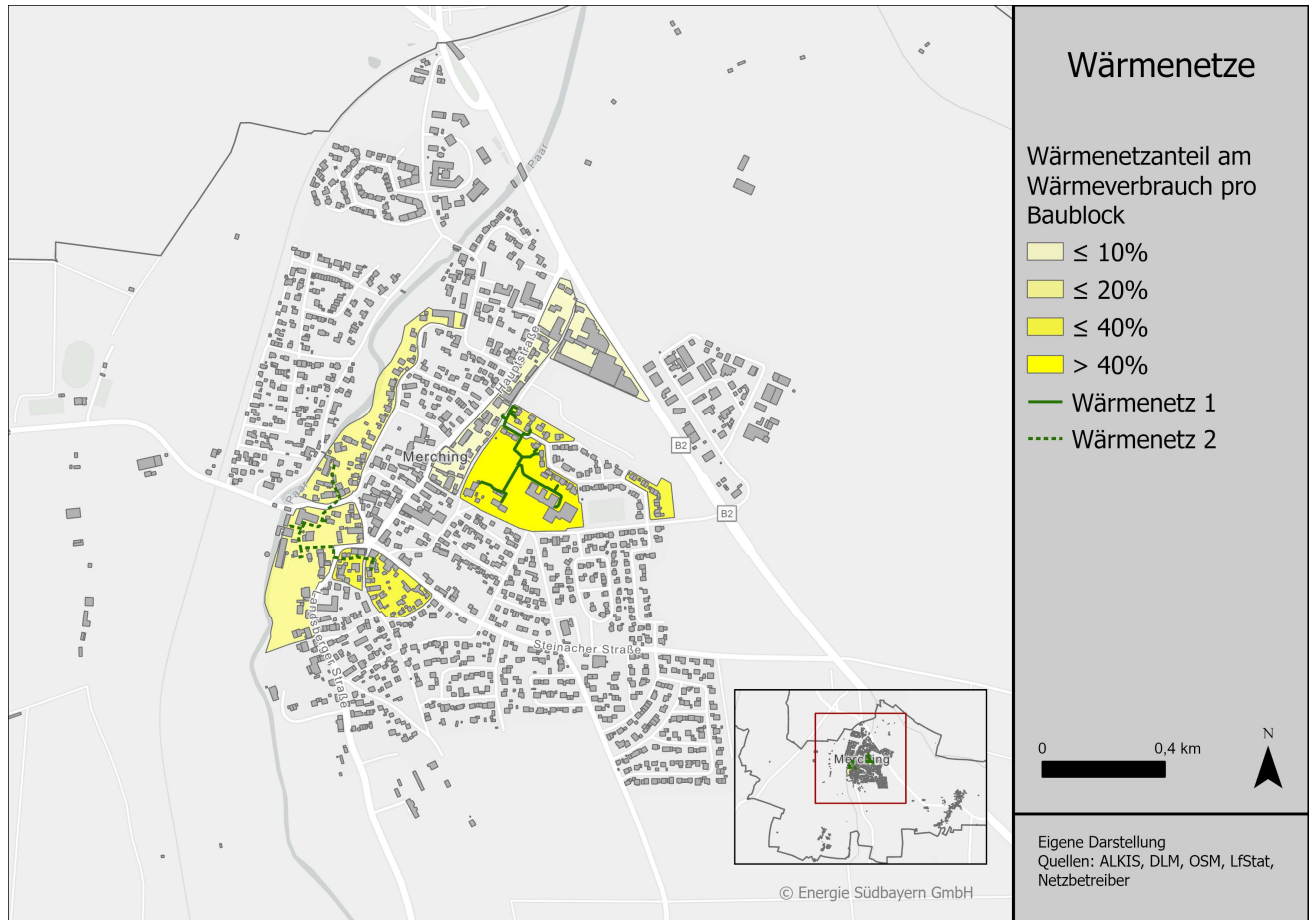 Wärmenetze
Wärmenetzanteil am
Wärmeverbrauch pro
Baublock
≤ 10%
≤ 20%
≤ 40%
> 40%
Wärmenetz 1
Wärmenetz 2
0
0,4 km
N
Eigene Darstellung
Quellen: ALKIS, DLM, OSM, LfStat,
Netzbetreiber
Paar
Hauptstraße
Merching
B2
Paar
B2
Landsberger Straße
Steinacher Straße
Merching
© Energie Südbayern GmbH